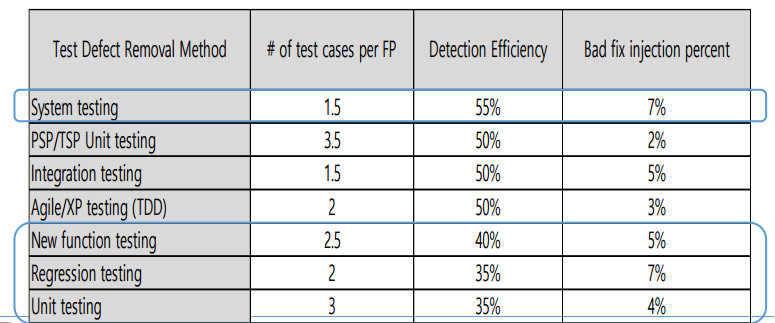 Test Defect Removal Method # of test cases per FP Detection Efficiency Bad fix injection percent
System testing 1.5 55% 7%
PSP/TSP Unit testing 3.5 50% 2%
Integration testing 1.5 50% 5%
Agile/XP testing (TDD) 2 50% 3%
New function testing 2.5 40% 5%
Regression testing 2 35% 7%
Unit testing 3 35% 4%